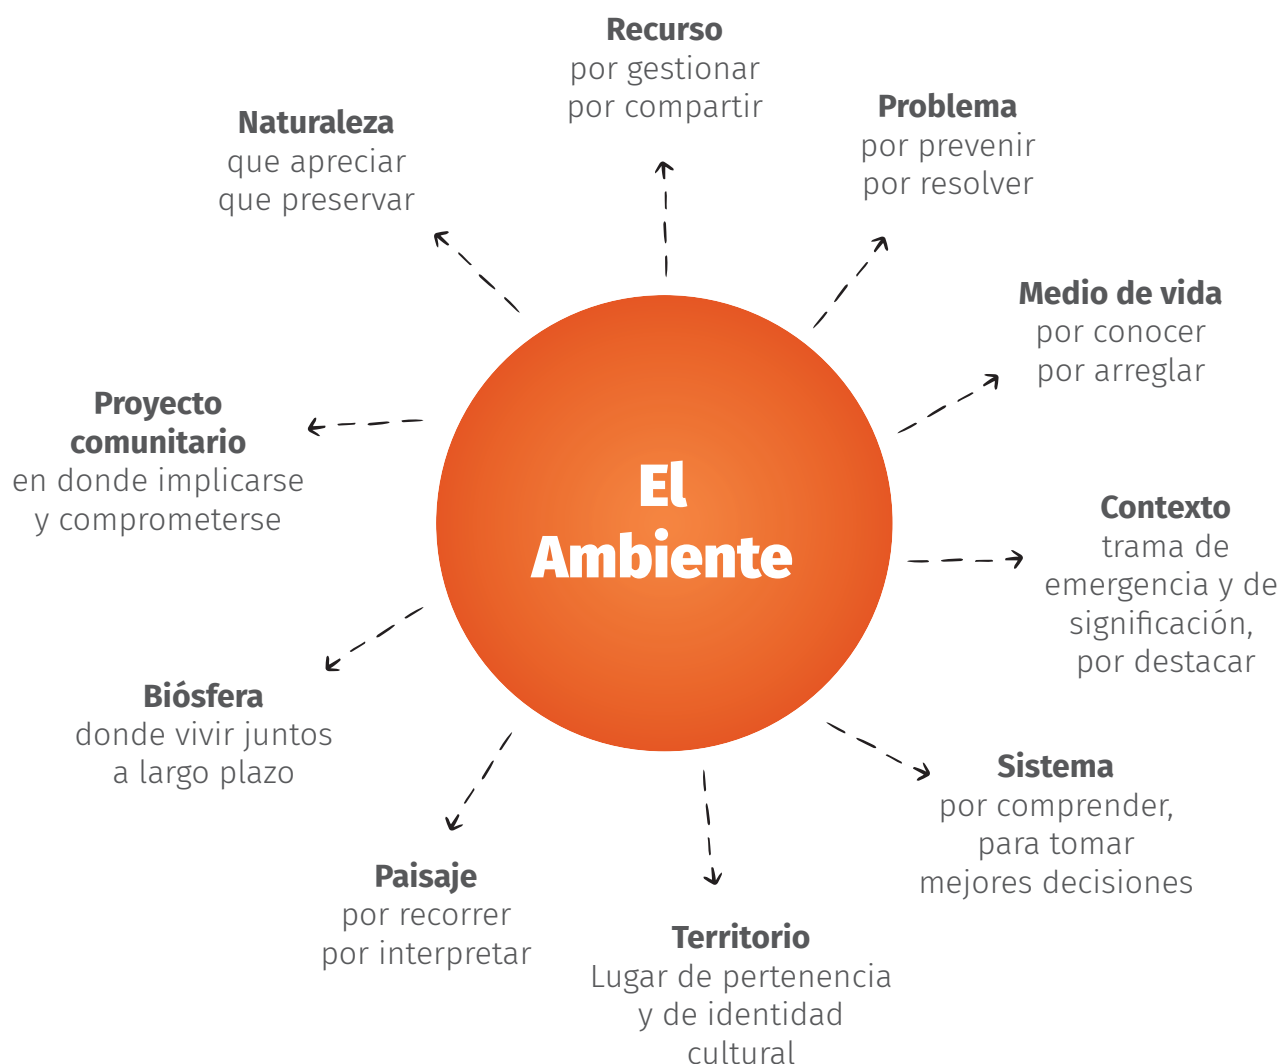 Recurso
por gestionar
por compartir
Problema
por prevenir
por resolver
Medio de vida
por conocer
por arreglar
Contexto
trama de
emergencia y de
significación,
por destacar
Sistema
por comprender,
para tomar
mejores decisiones
Territorio
Lugar de pertenencia
y de identidad
cultural
Paisaje
por recorrer
por interpretar
Biósfera
donde vivir juntos
a largo plazo
Proyecto
comunitario
en donde implicarse
y comprometerse
Naturaleza
que apreciar
que preservar
El
Ambiente